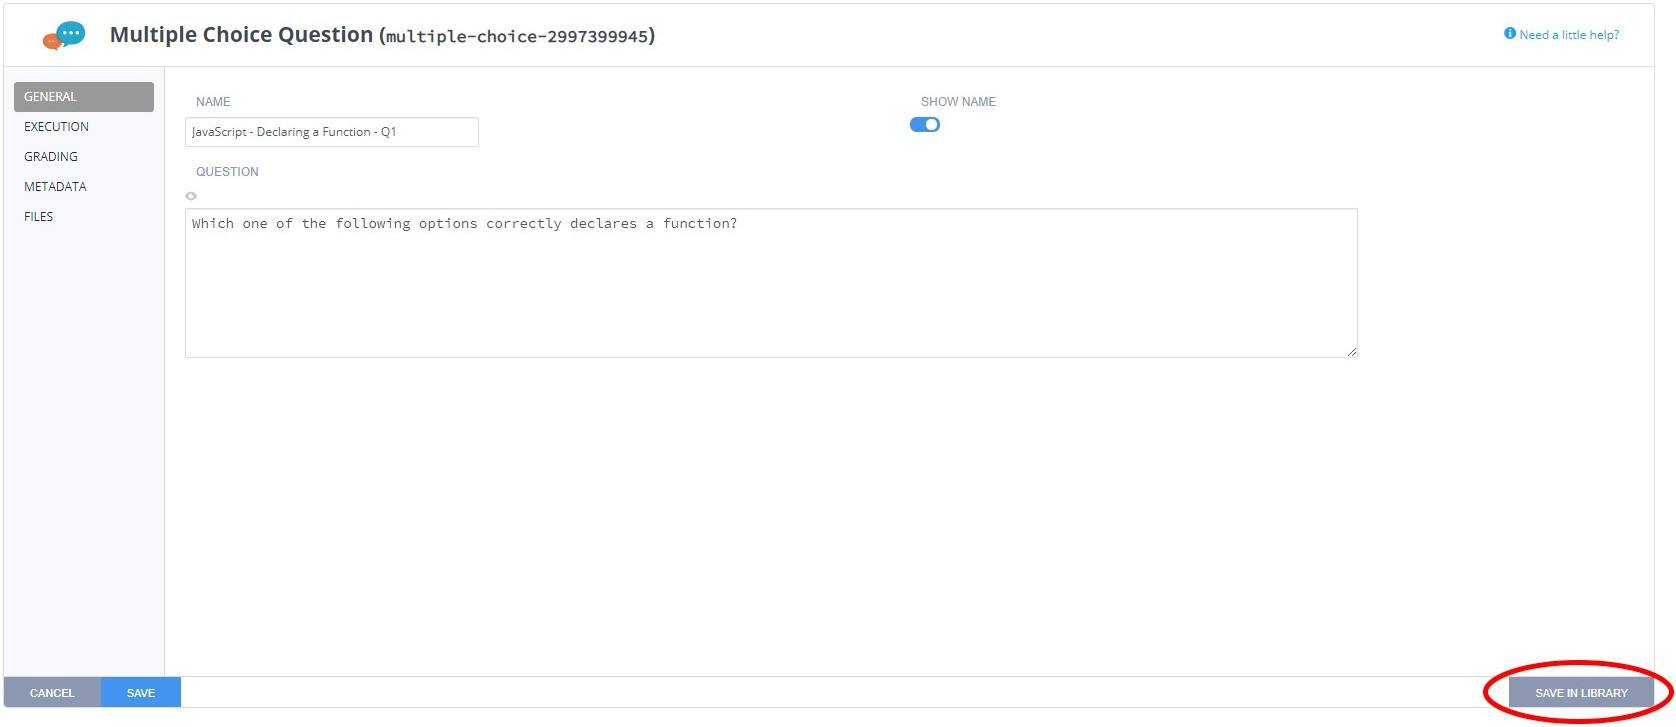 Multiple Choice Question (multiple-choice-2997399945)
Need a little help?
GENERAL
EXECUTION
GRADING
METADATA
FILES
NAME
SHOW NAME
JavaScript - Declaring a Function - Q1
QUESTION
Which one of the following options correctly declares a function?
CANCEL
SAVE
SAVE IN LIBRARY